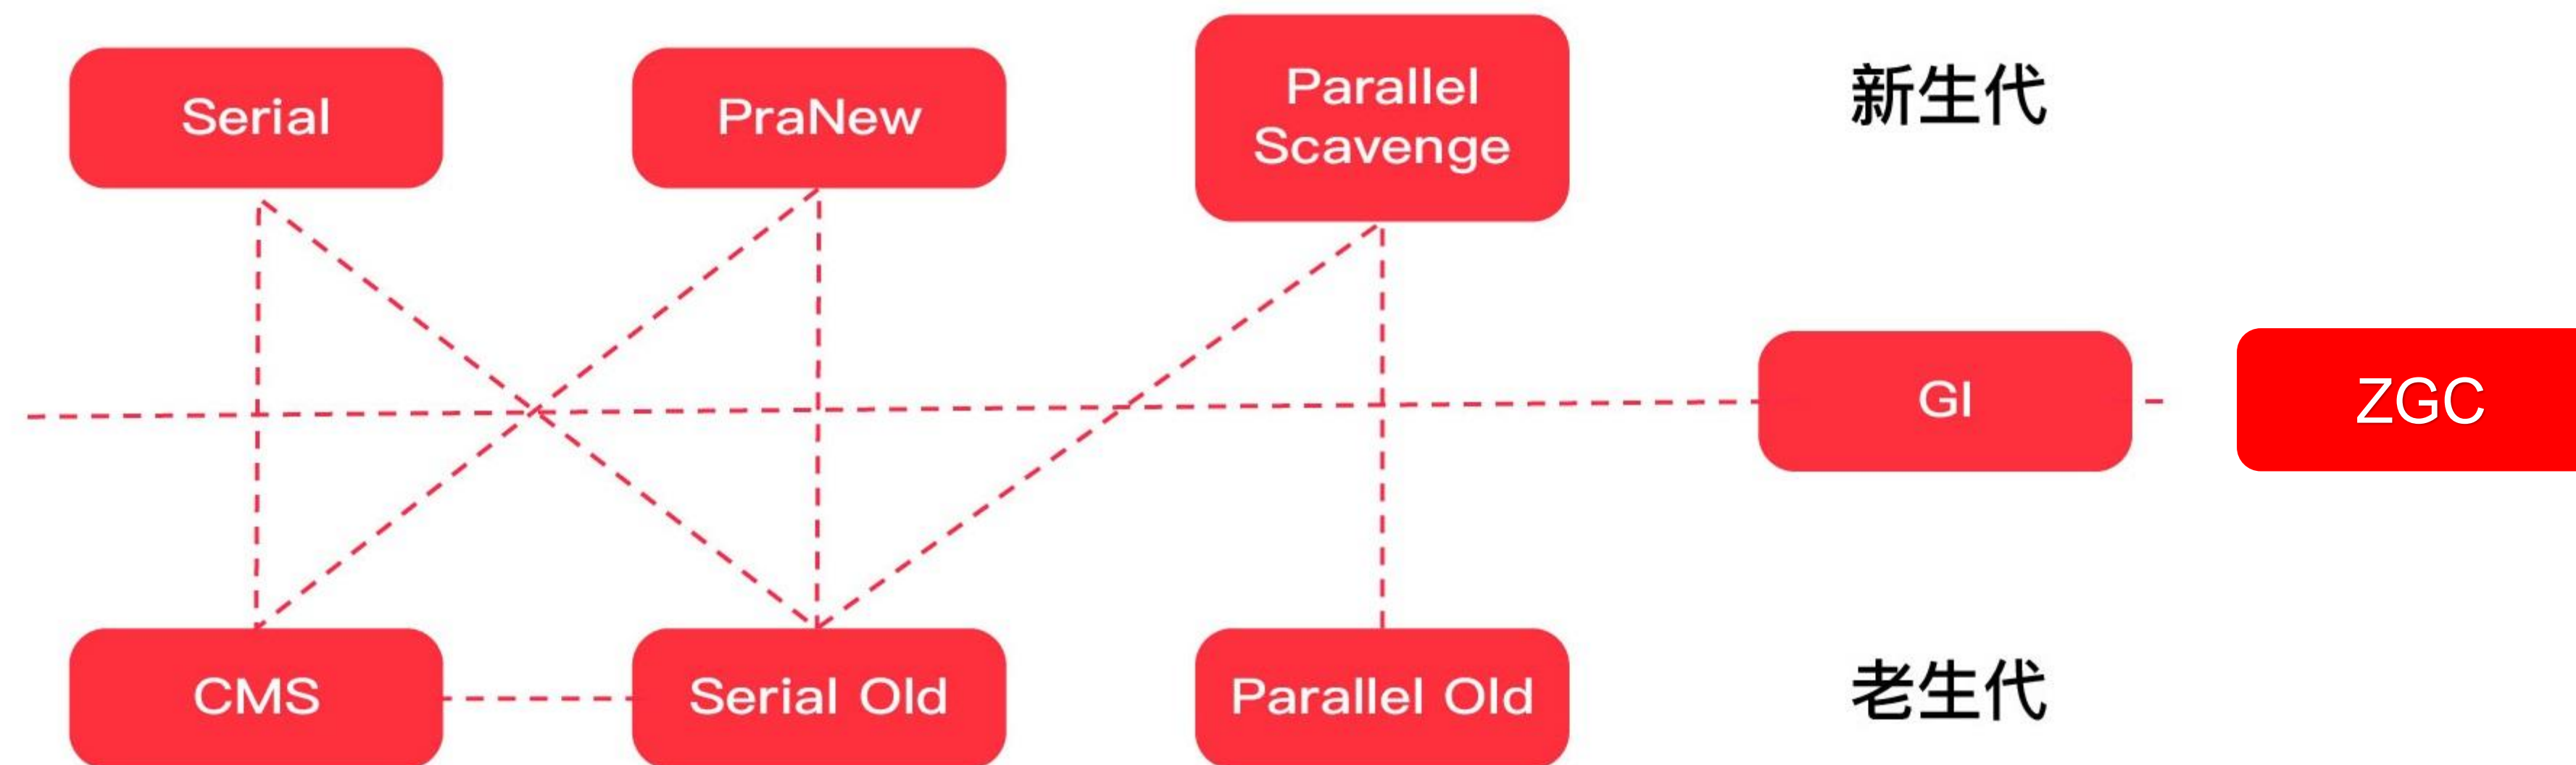 Serial
PraNew
Parallel
Scavenge
新生代
GI
ZGC
CMS
Serial Old
Parallel Old
老生代